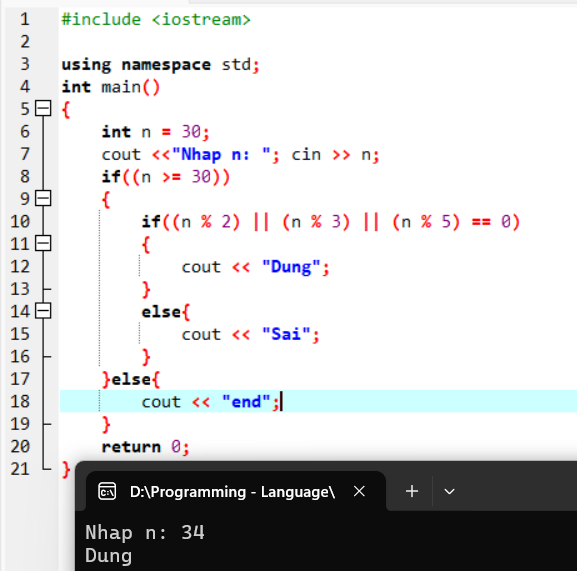 1 #include <iostream>
2
3 using namespace std;
4 int main()
5 {
6 int n = 30;
7 cout <<"Nhap n: "; cin >> n;
8 if((n >= 30))
9 {
10 if((n % 2) || (n % 3) || (n % 5) == 0)
11 {
12 cout << "Dung";
13 }
14 else{
15 cout << "Sai";
16 }
17 }else{
18 cout << "end";
19 }
20 return 0;
21 }
D:\Programming - Language\
Nhap n: 34
Dung